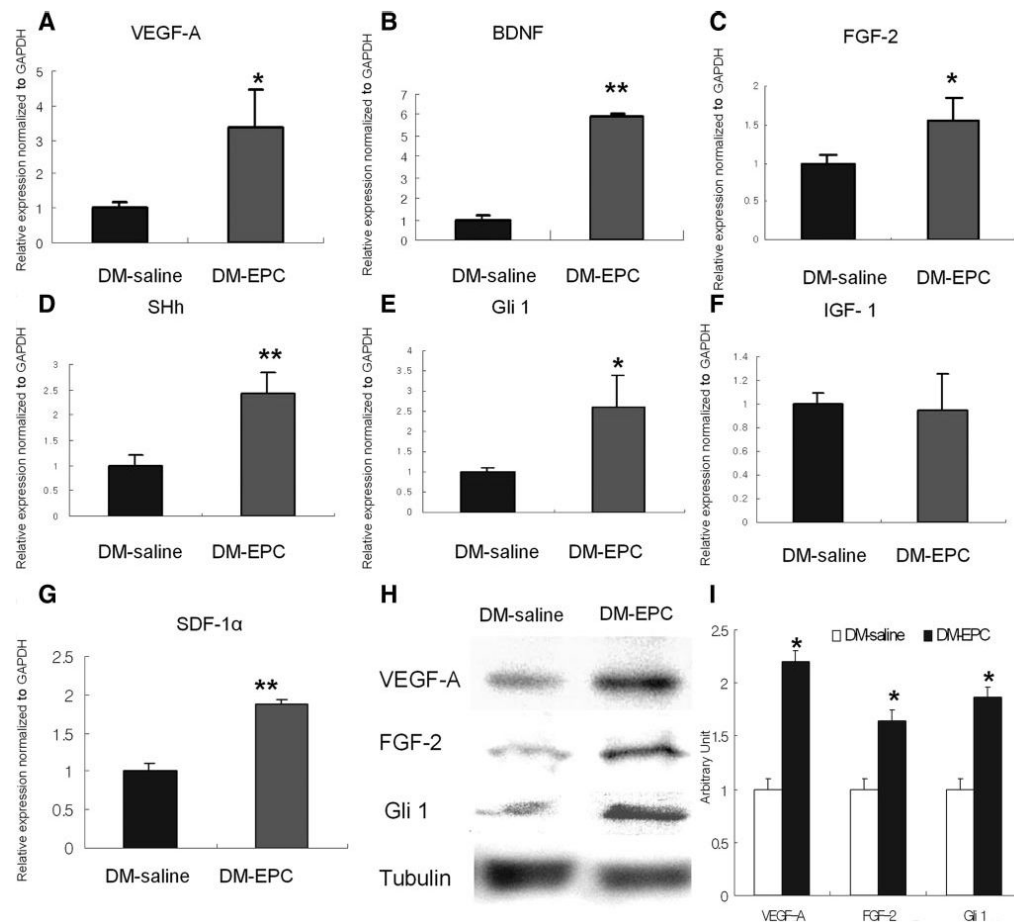 A
VEGF-A
Relative expression normalized to GAPDH
5
4
3
2
1
0
*
DM-saline DM-EPC
B
BDNF
Relative expression normalized to GAPDH
7
6
5
4
3
2
1
0
**
DM-saline DM-EPC
C
FGF-2
Relative expression normalized to GAPDH
2
1.5
1
0.5
0
*
DM-saline DM-EPC
D
SHh
Relative expression normalized to GAPDH
3
2.5
2
1.5
1
0.5
0
**
DM-saline DM-EPC
E
Gli 1
Relative expression normalized to GAPDH
4
3.5
3
2.5
2
1.5
1
0.5
0
*
DM-saline DM-EPC
F
IGF- 1
Relative expression normalized to GAPDH
1.4
1.2
1
0.8
0.6
0.4
0.2
0
DM-saline DM-EPC
G
SDF-1α
Relative expression normalized to GAPDH
2.5
2
1.5
1
0.5
0
**
DM-saline DM-EPC
H
DM-saline DM-EPC
VEGF-A
FGF-2
Gli 1
Tubulin
I
DM-saline DM-EPC
Arbitrary Unit
2.5
2
1.5
1
0.5
0
* * *
VEGF-A FGF-2 Gli 1